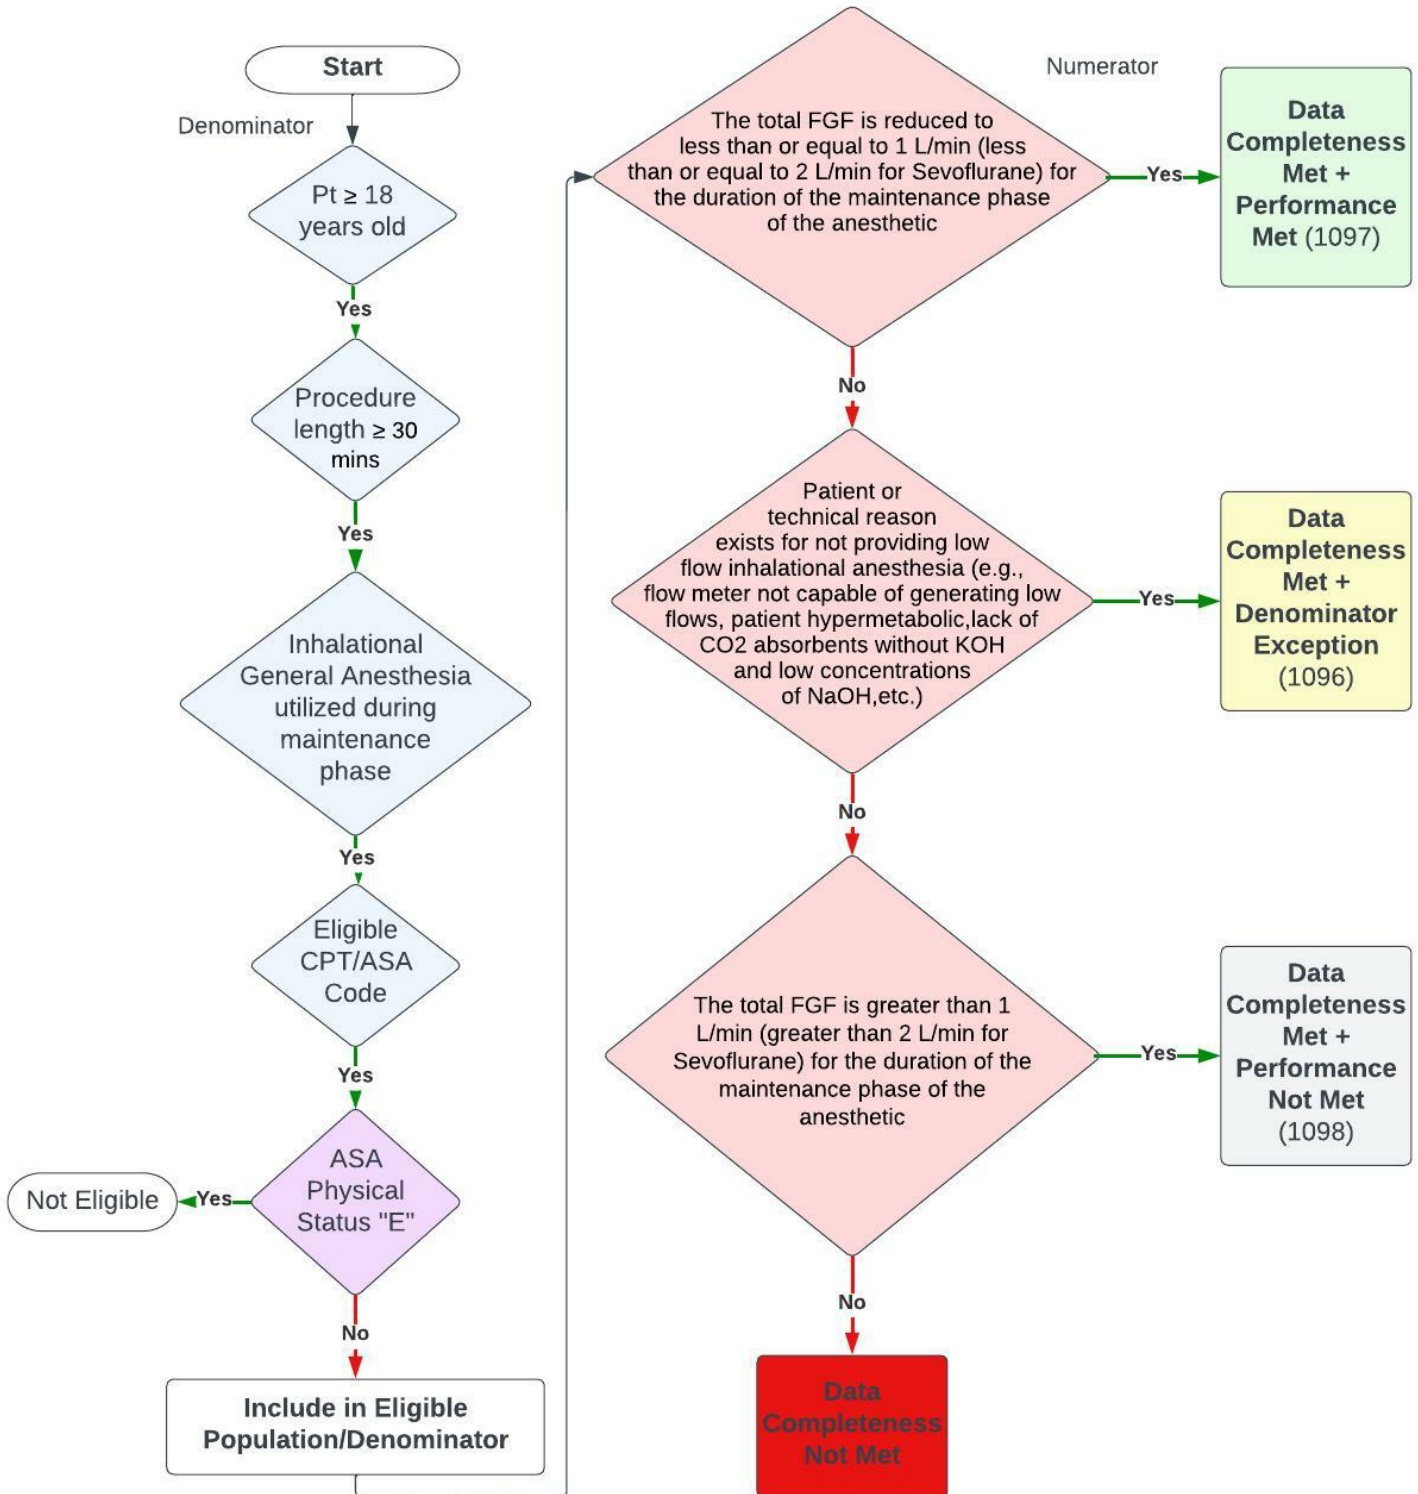 Start
Denominator
Pt ≥ 18
years old
Yes
Procedure
length ≥ 30
mins
Yes
Inhalational
General Anesthesia
utilized during
maintenance
phase
Yes
Eligible
CPT/ASA
Code
Yes
ASA
Physical
Status "E"
Yes
Not Eligible
No
Include in Eligible
Population/Denominator
Numerator
The total FGF is reduced to
less than or equal to 1 L/min (less
than or equal to 2 L/min for Sevoflurane) for
the duration of the maintenance phase
of the anesthetic
Yes
Data
Completeness
Met +
Performance
Met (1097)
No
Patient or
technical reason
exists for not providing low
flow inhalational anesthesia (e.g.,
flow meter not capable of generating low
flows, patient hypermetabolic,lack of
CO2 absorbents without KOH
and low concentrations
of NaOH,etc.)
Yes
Data
Completeness
Met +
Denominator
Exception
(1096)
No
The total FGF is greater than 1
L/min (greater than 2 L/min for
Sevoflurane) for the duration of the
maintenance phase of the
anesthetic
Yes
Data
Completeness
Met +
Performance
Not Met
(1098)
No
Data
Completeness
Not Met